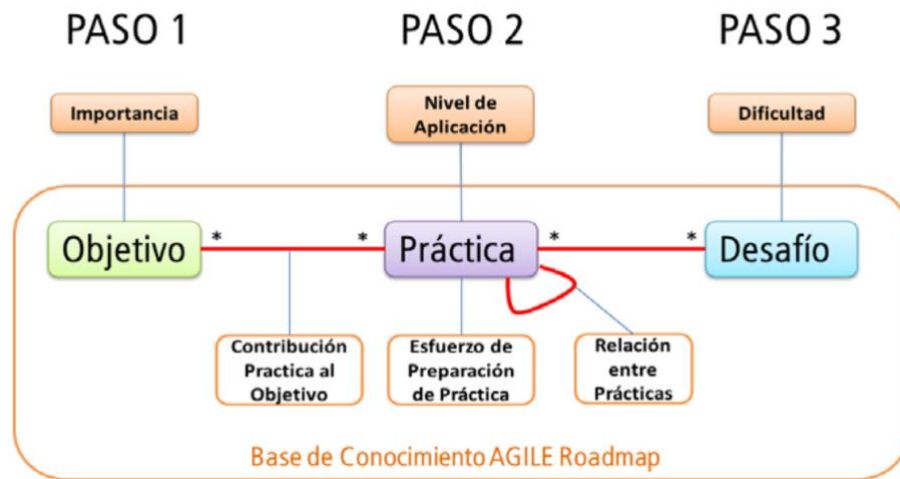 PASO 1
PASO 2
PASO 3
Importancia
Nivel de
Aplicación
Dificultad
Objetivo
*
*
Práctica
*
*
Desafío
Contribución
Practica al
Objetivo
Esfuerzo de
Preparación
de Práctica
Relación
entre
Prácticas
Base de Conocimiento AGILE Roadmap